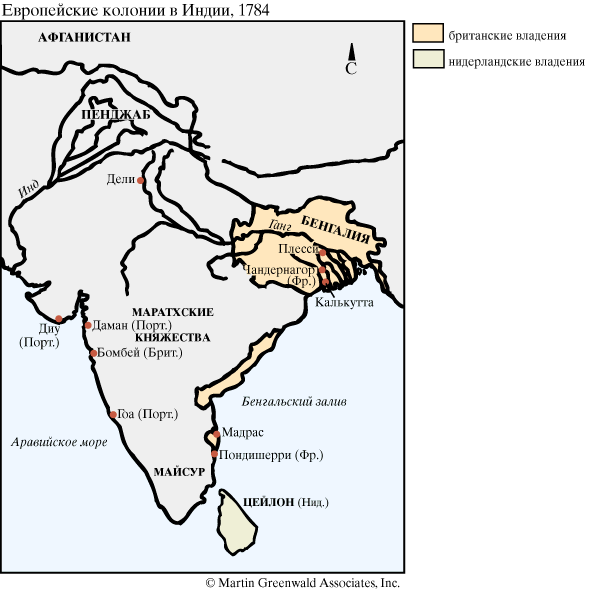 Европейские колонии в Индии, 1784
АФГАНИСТАН
британские владения
нидерландские владения
С
ПЕНДЖАБ
Инд
Дели
Ганг
БЕНГАЛИЯ
Плесси
Чандернагор
(Фр.)
Калькутта
МАРАТХСКИЕ
КНЯЖЕСТВА
Диу
(Порт.)
Даман (Порт.)
Бомбей (Брит.)
Бенгальский залив
Гоа (Порт.)
Аравийское море
Мадрас
Пондишерри (Фр.)
МАЙСУР
ЦЕЙЛОН (Нид.)
© Martin Greenwald Associates, Inc.